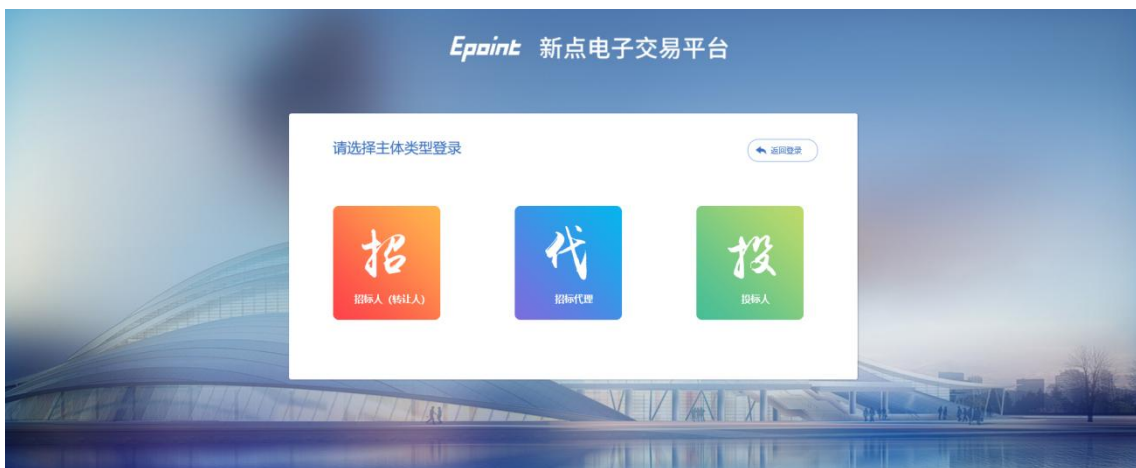 Epoint 新点电子交易平台
请选择主体类型登录
返回登录
招
代
投
招标人 (转让人)
招标代理
投标人